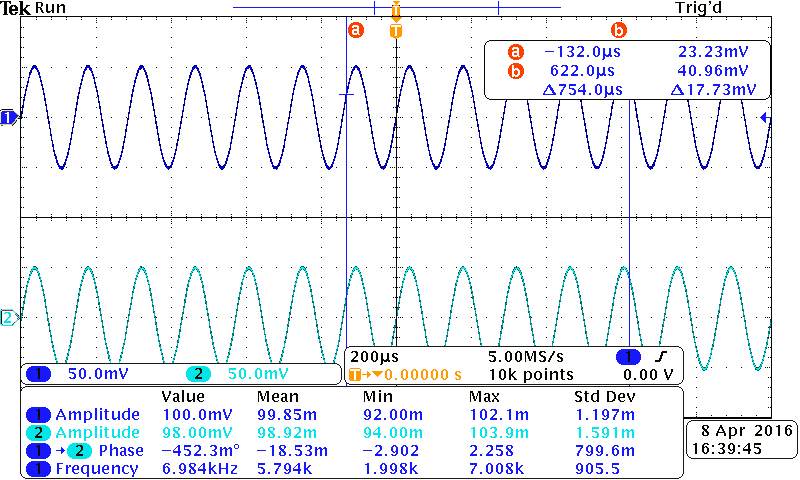 Tek Run Trig'd
T
a T b
a −132.0µs 23.23mV
b 622.0µs 40.96mV
Δ754.0µs Δ17.73mV
1
2
1 50.0mV 2 50.0mV
200µs 5.00MS/s 1
T→▼0.00000 s 10k points 0.00 V
Value Mean Min Max Std Dev
1 Amplitude 100.0mV 99.85m 92.00m 102.1m 1.197m
2 Amplitude 98.00mV 98.92m 94.00m 103.9m 1.591m
1 → 2 Phase −452.3m° −18.53m −2.902 2.258 799.6m
1 Frequency 6.984kHz 5.794k 1.998k 7.008k 905.5
8 Apr 2016
16:39:45